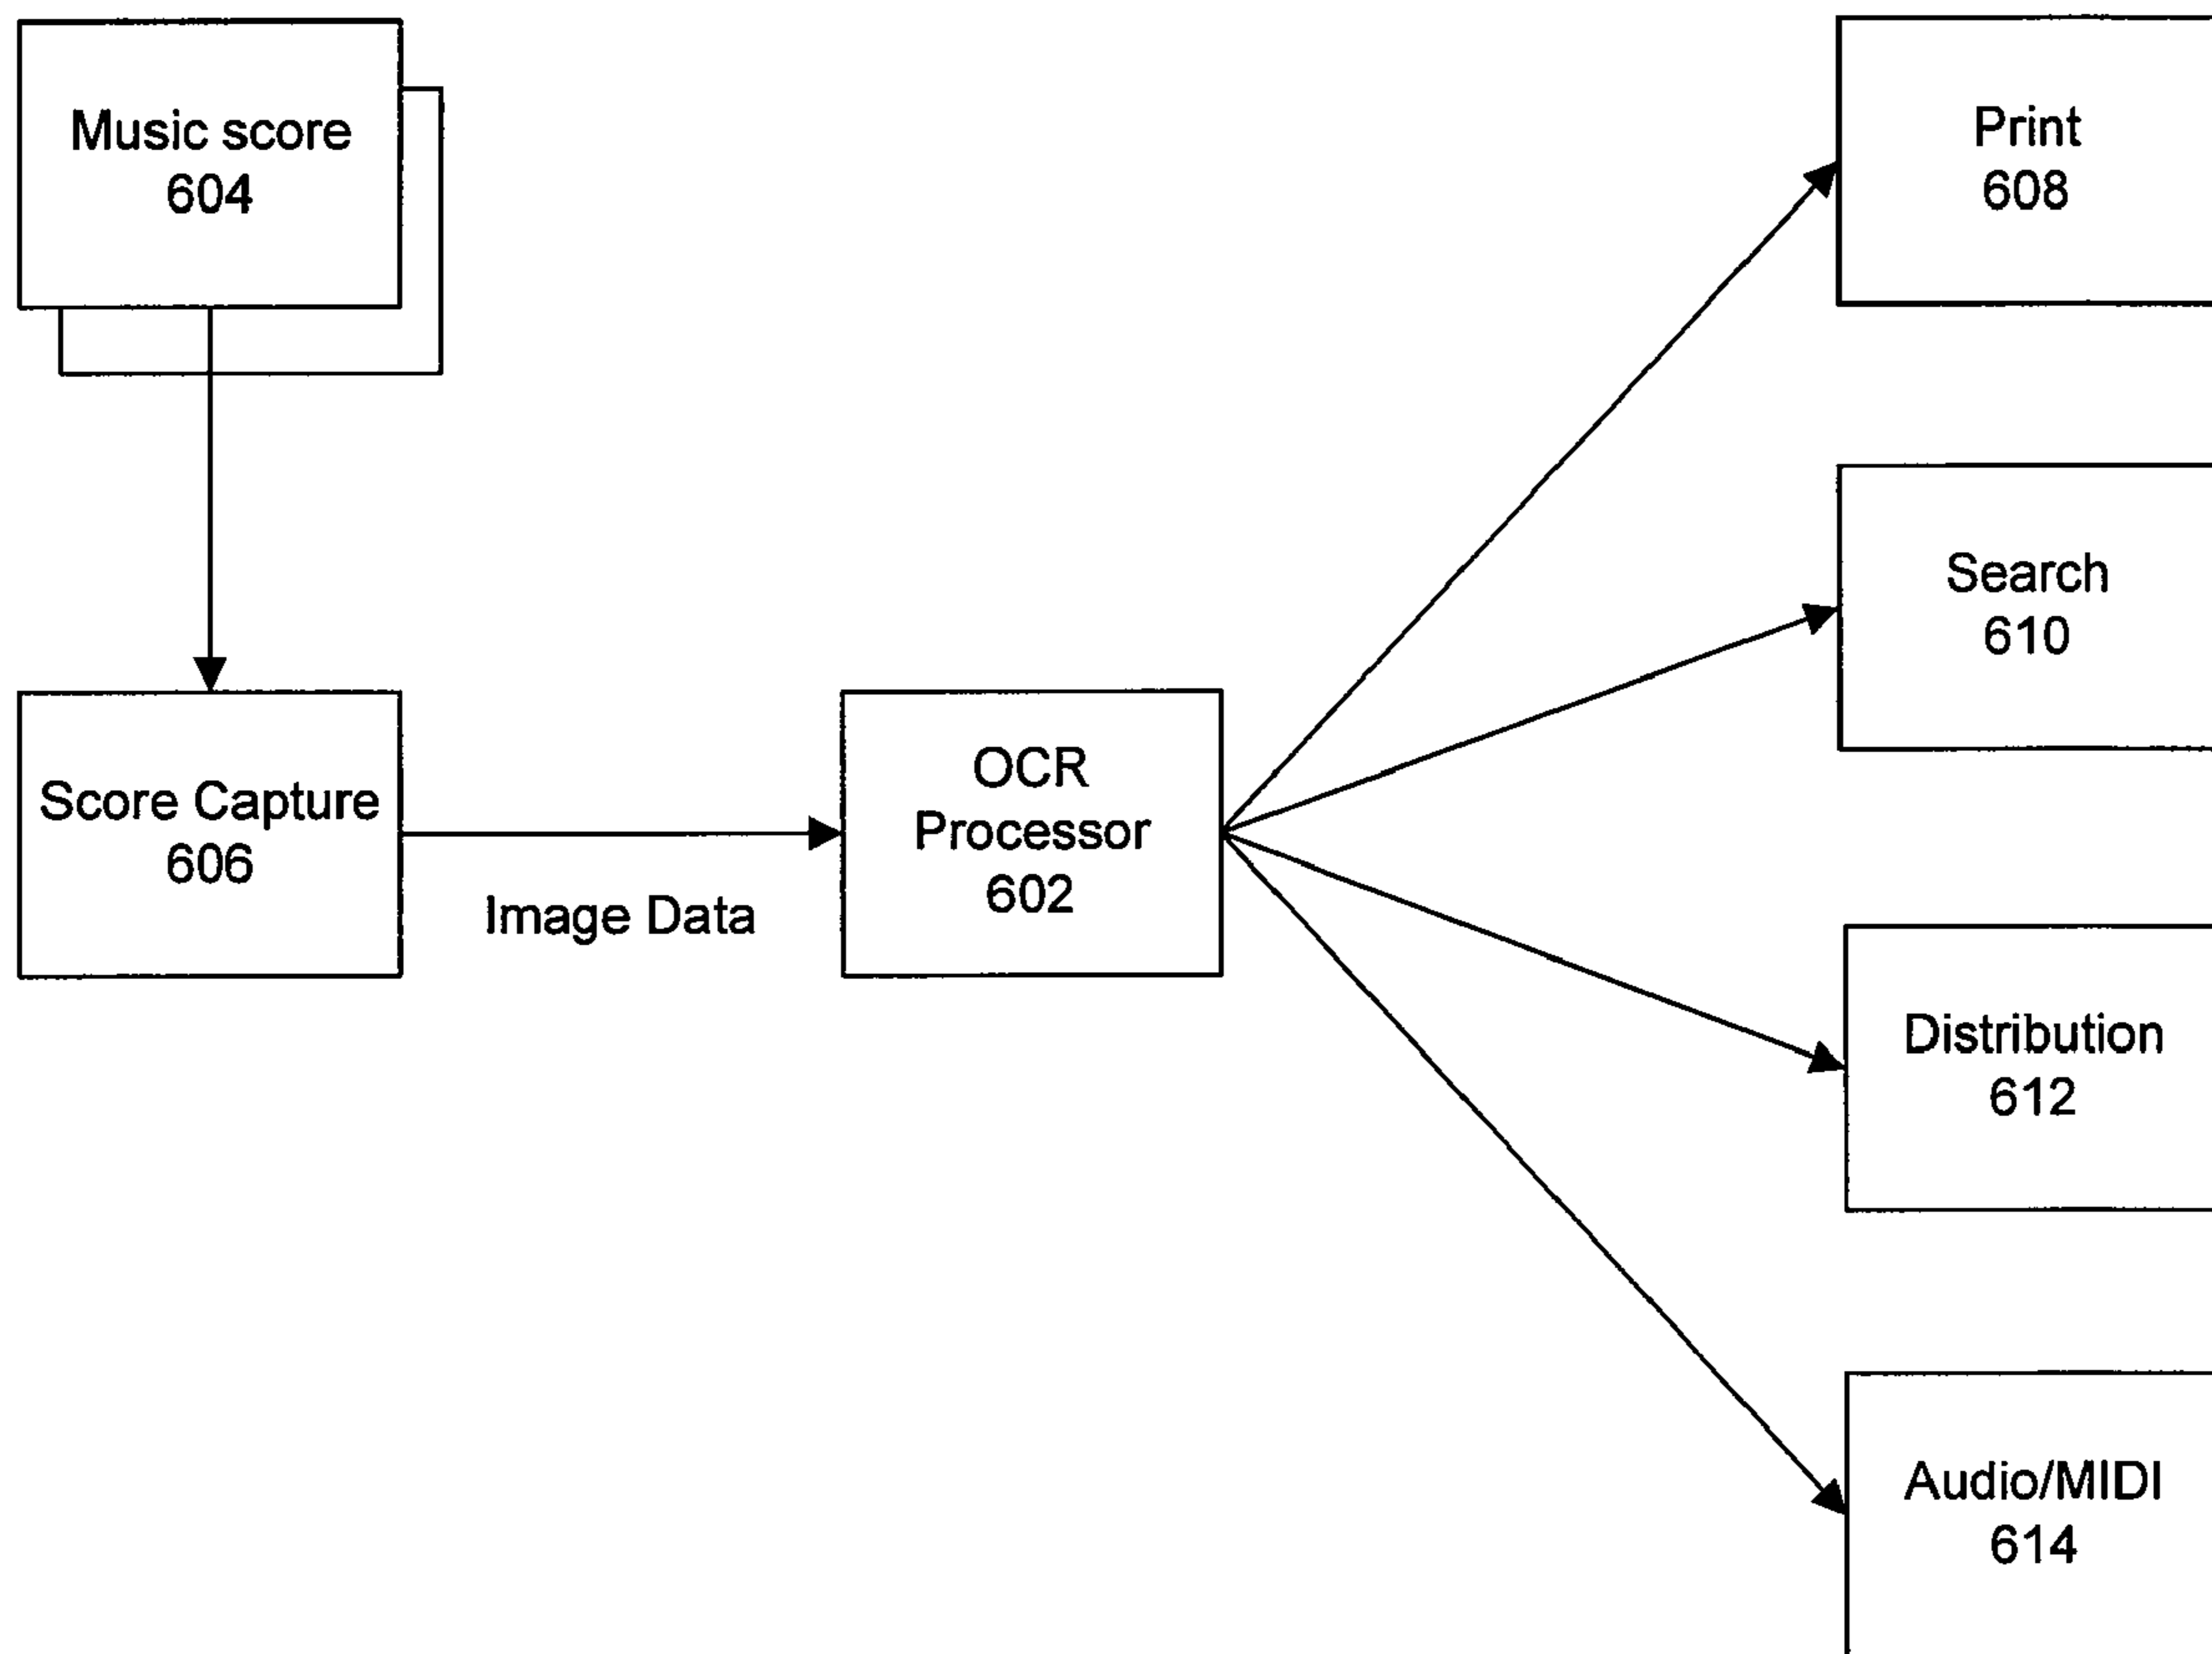 Music score
604
Print
608
Search
610
Score Capture
606
Image Data
OCR
Processor
602
Distribution
612
Audio/MIDI
614